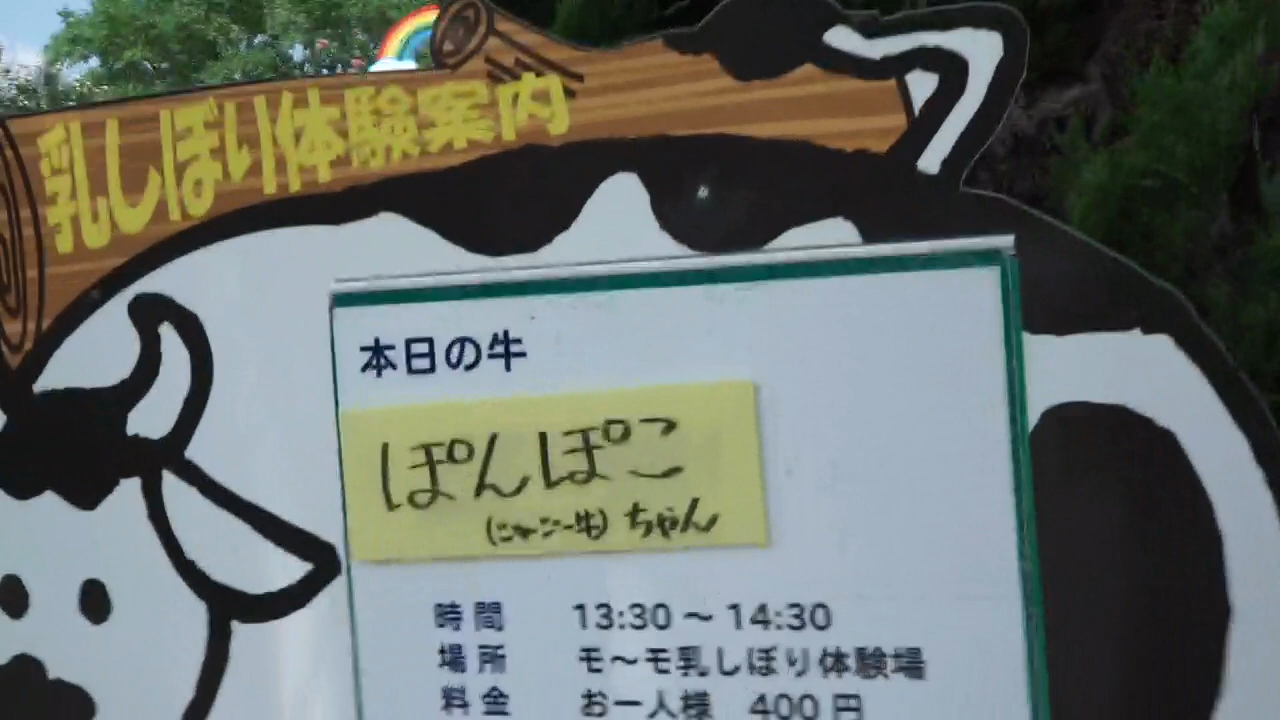 乳しぼり体験案内
本日の牛
ぽんぽこ
(ジャージー牛) ちゃん
時間 13:30～14:30
場所 モ～モ乳しぼり体験場
料金 お一人様 400円